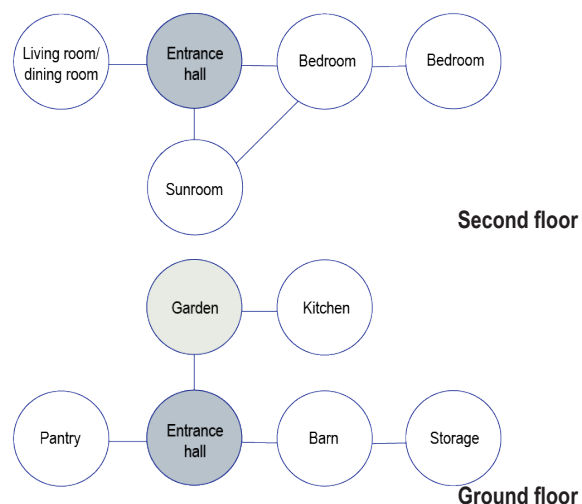 Living room/
dining room
Entrance
hall
Bedroom
Bedroom
Sunroom
Second floor
Garden
Kitchen
Pantry
Entrance
hall
Barn
Storage
Ground floor